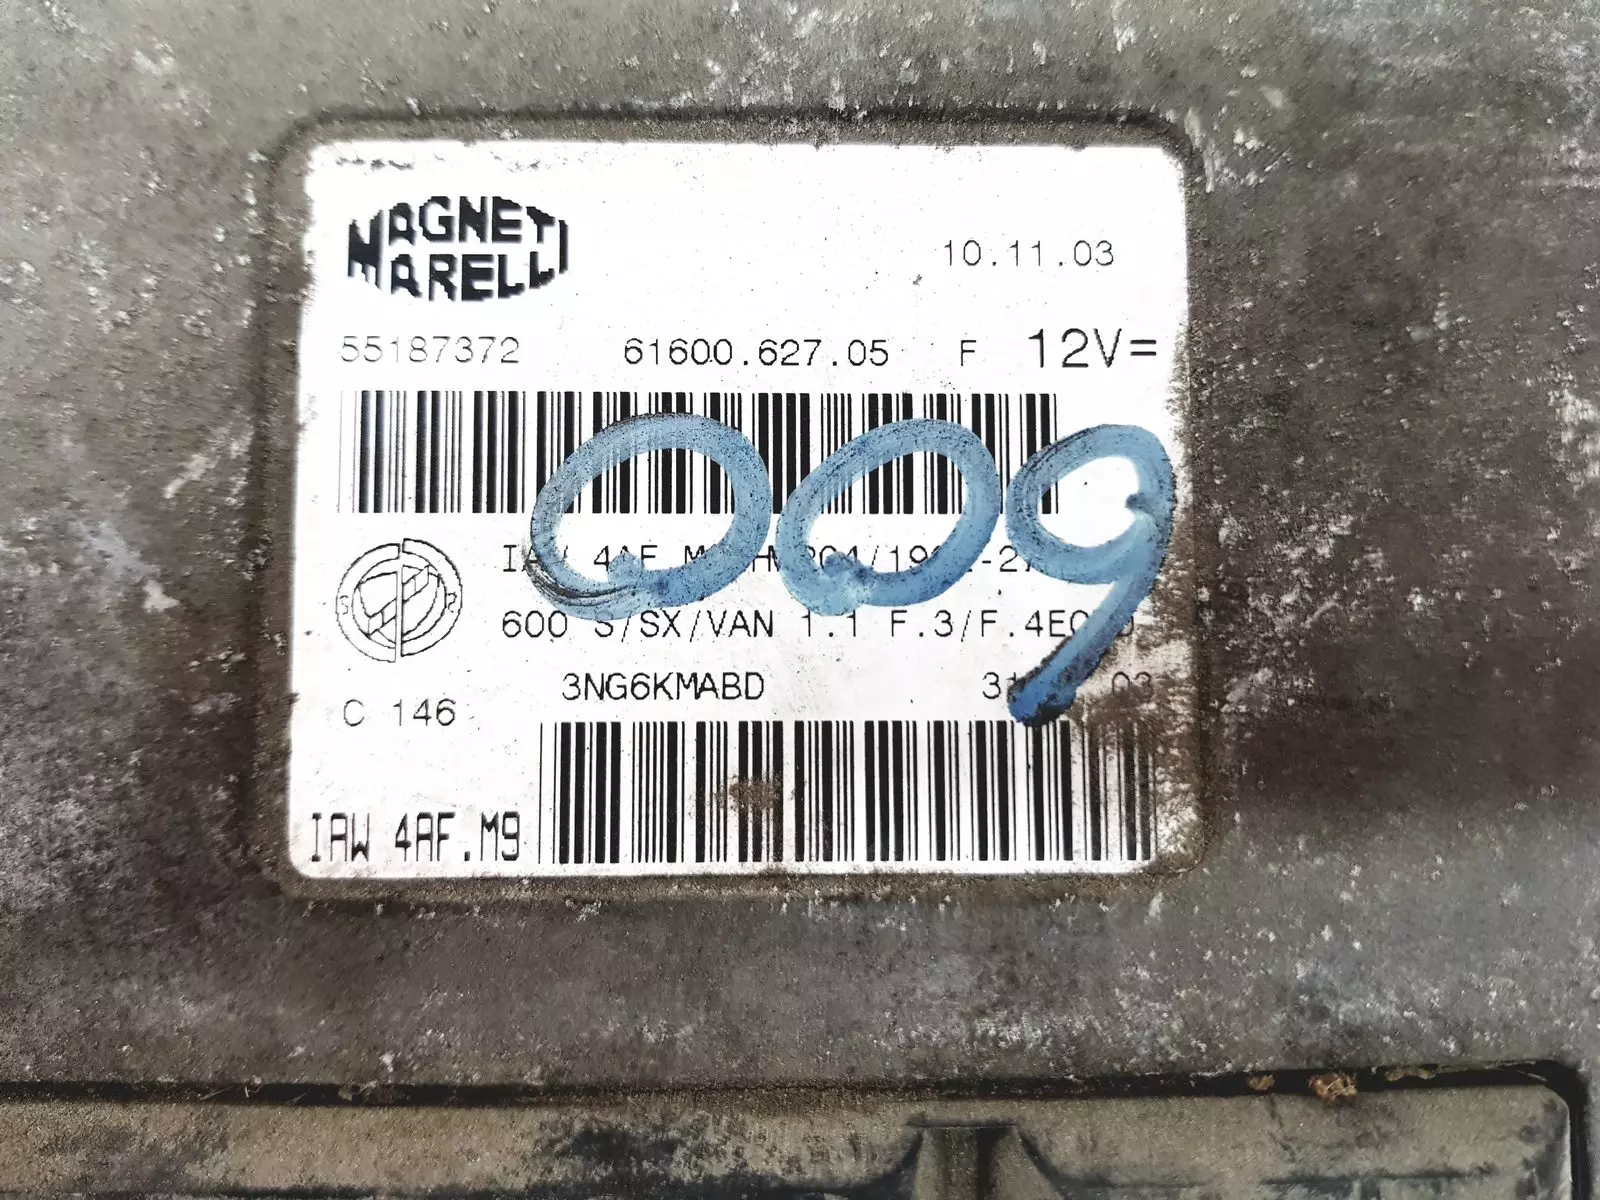 MAGNETI
MARELLI
10.11.03
55187372 61600.627.05 F 12V=
009
600 S/SX/VAN 1.1 F.3/F.4
3NG6KMABD
C 146
IAW 4AF.M9